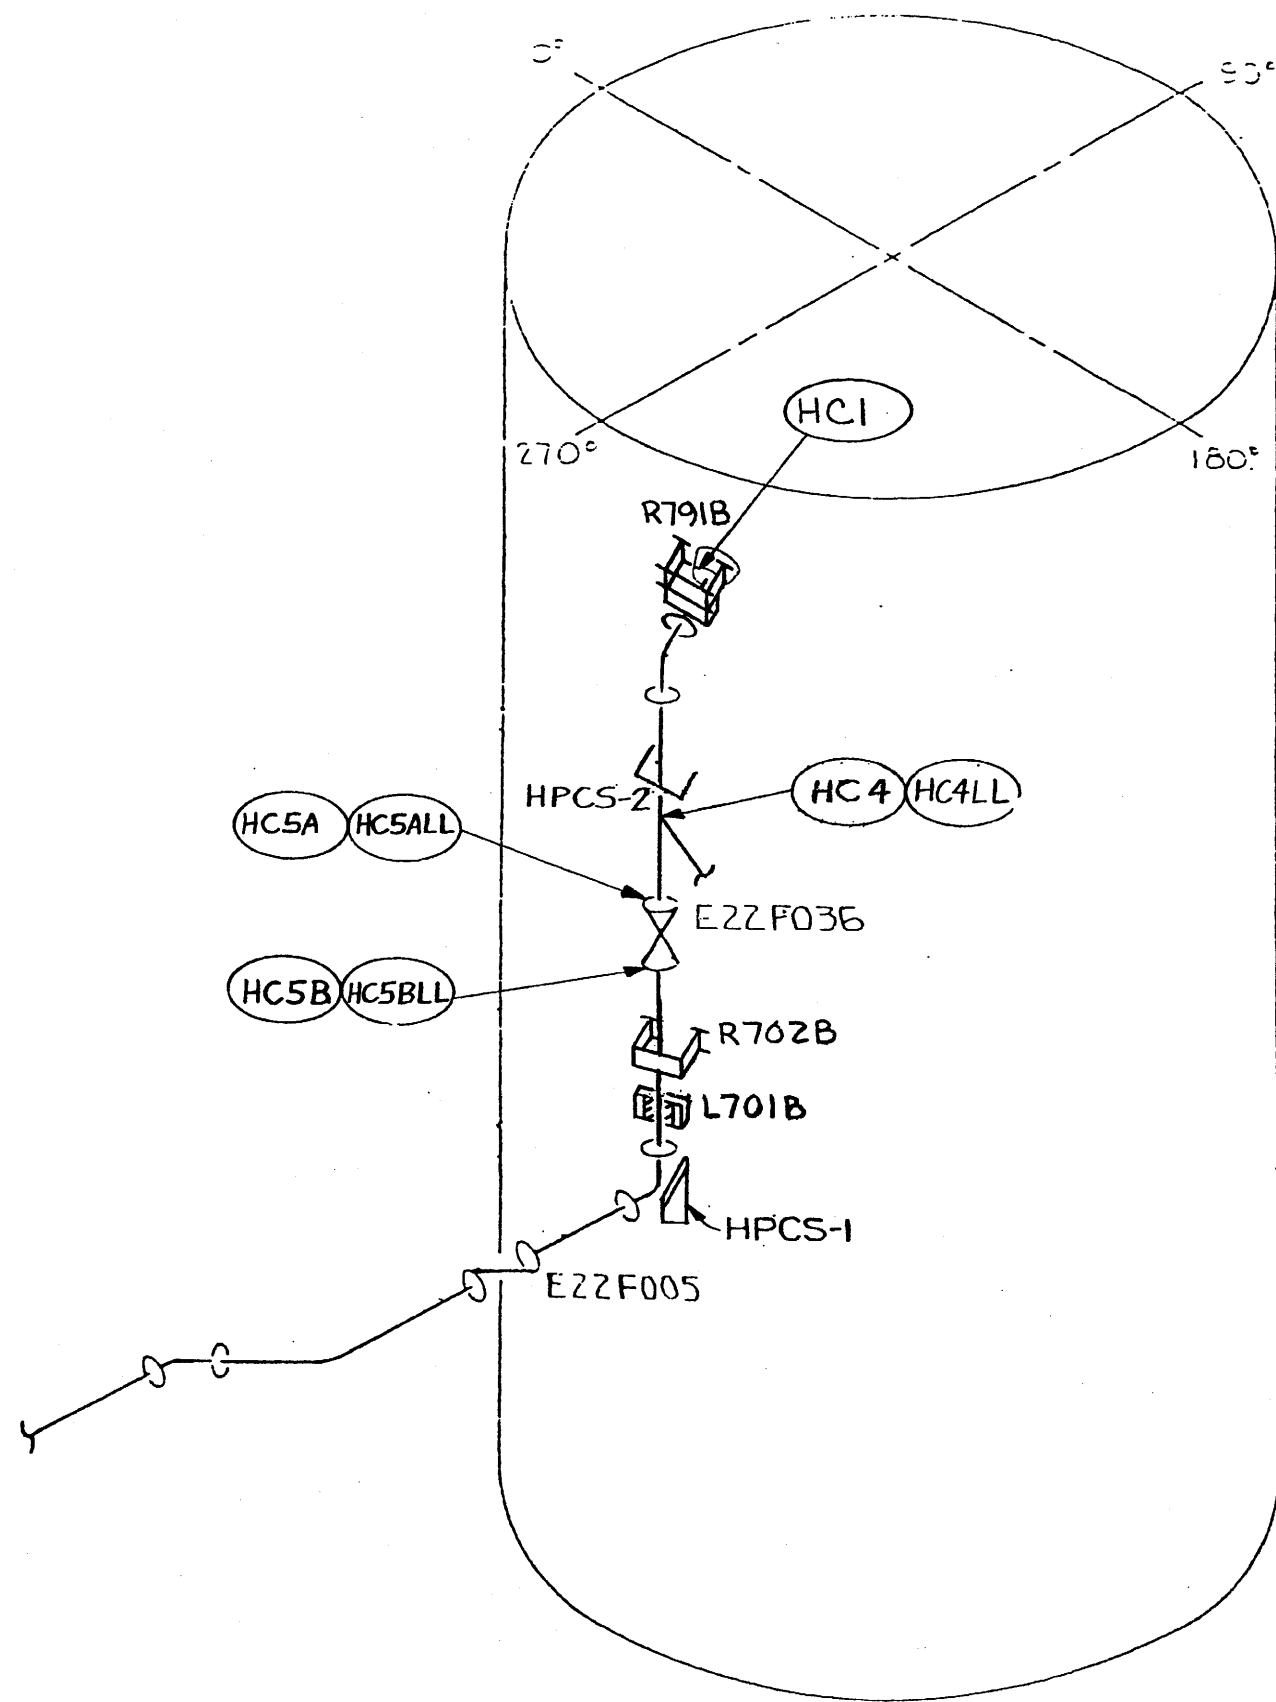 0°
90°
270°
180°
HC1
R791B
HPCS-2
HC4 HC4LL
HC5A HC5ALL
E22F036
HC5B HC5BLL
R702B
L701B
HPCS-1
E22F005